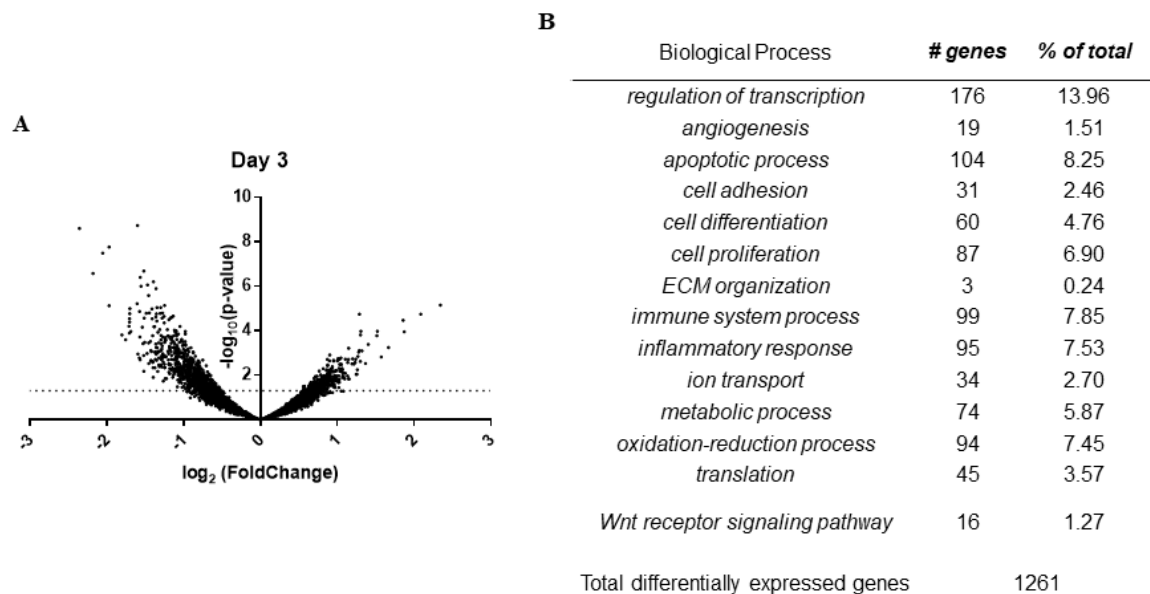 A
Day 3
-log10(p-value)
10
8
6
4
2
-3
-2
-1
0
1
2
3
log2 (FoldChange)
B
Biological Process # genes % of total
regulation of transcription 176 13.96
angiogenesis 19 1.51
apoptotic process 104 8.25
cell adhesion 31 2.46
cell differentiation 60 4.76
cell proliferation 87 6.90
ECM organization 3 0.24
immune system process 99 7.85
inflammatory response 95 7.53
ion transport 34 2.70
metabolic process 74 5.87
oxidation-reduction process 94 7.45
translation 45 3.57
Wnt receptor signaling pathway 16 1.27
Total differentially expressed genes 1261